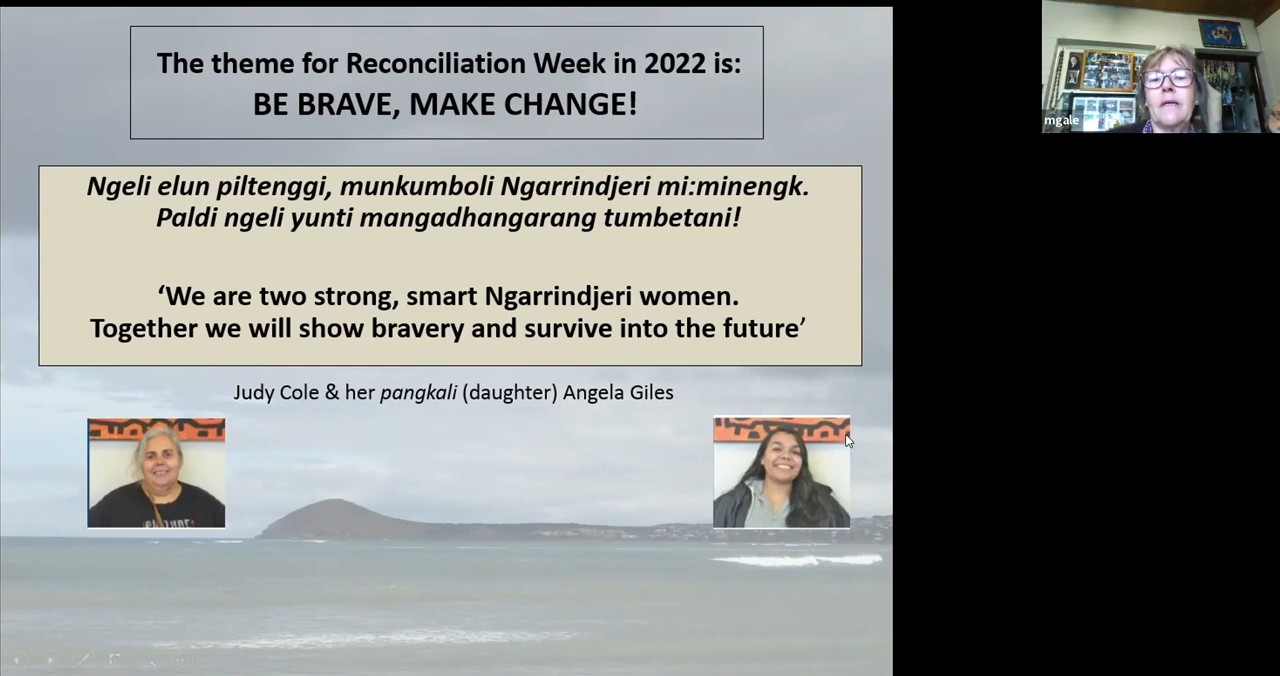 The theme for Reconciliation Week in 2022 is:
BE BRAVE, MAKE CHANGE!
Ngeli elun piltenggi, munkumboli Ngarrindjeri mi:minengk.
Paldi ngeli yunti mangadhangarang tumbetani!
‘We are two strong, smart Ngarrindjeri women.
Together we will show bravery and survive into the future’
Judy Cole & her pangkali (daughter) Angela Giles
mgale